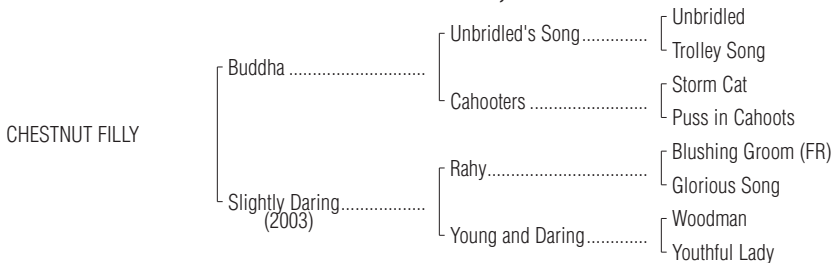 Unbridled
Unbridled's Song..............
Trolley Song
Buddha .............................
Storm Cat
Cahooters .........................
Puss in Cahoots
CHESTNUT FILLY
Blushing Groom (FR)
Rahy..................................
Glorious Song
Slightly Daring..................
(2003)
Woodman
Young and Daring.............
Youthful Lady